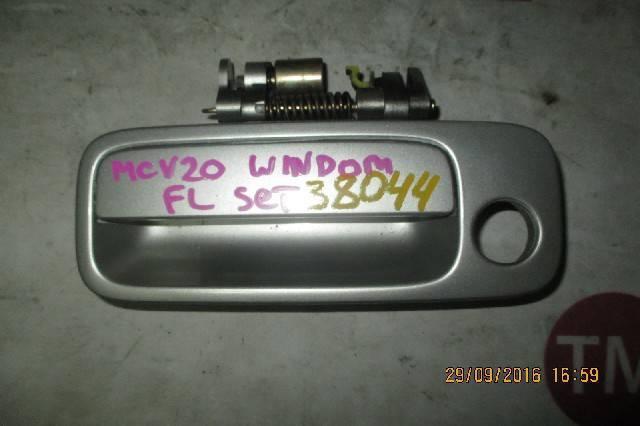 MCV20 WINDOM
FL SET 38044
TM
29/09/2016 16:59